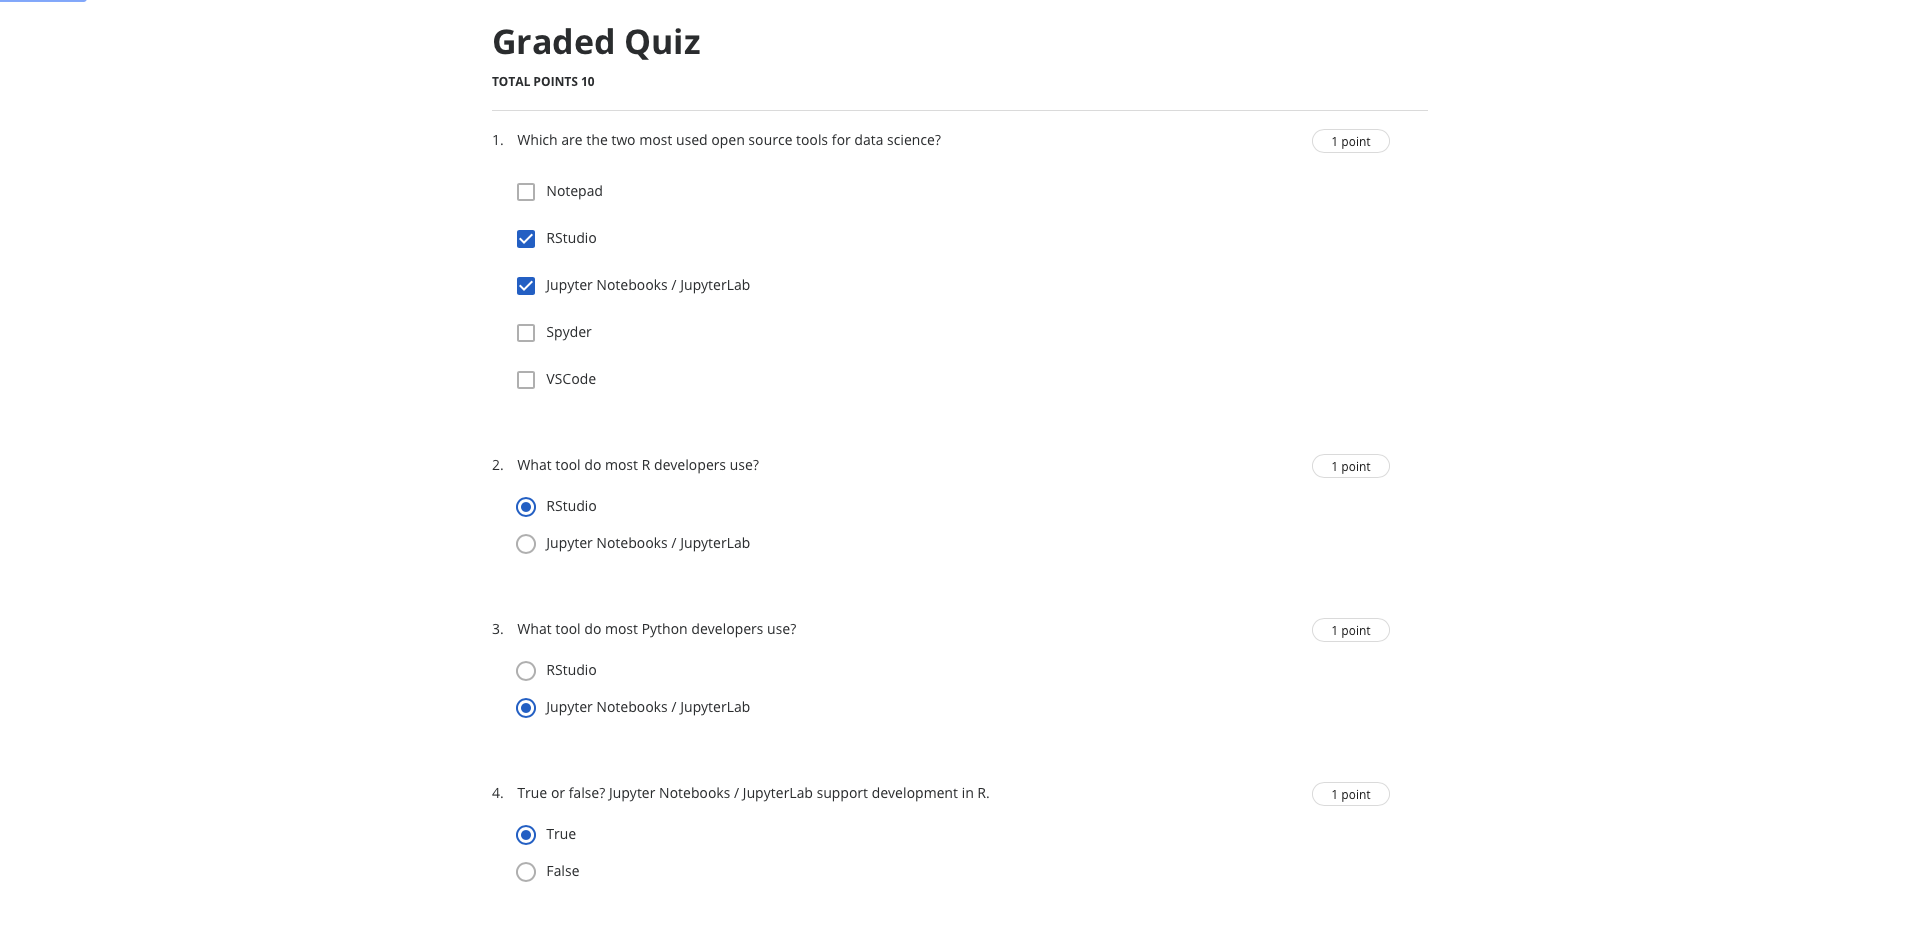 Graded Quiz
TOTAL POINTS 10
1. Which are the two most used open source tools for data science?
1 point
Notepad
RStudio
Jupyter Notebooks / JupyterLab
Spyder
VSCode
2. What tool do most R developers use?
1 point
RStudio
Jupyter Notebooks / JupyterLab
3. What tool do most Python developers use?
1 point
RStudio
Jupyter Notebooks / JupyterLab
4. True or false? Jupyter Notebooks / JupyterLab support development in R.
1 point
True
False